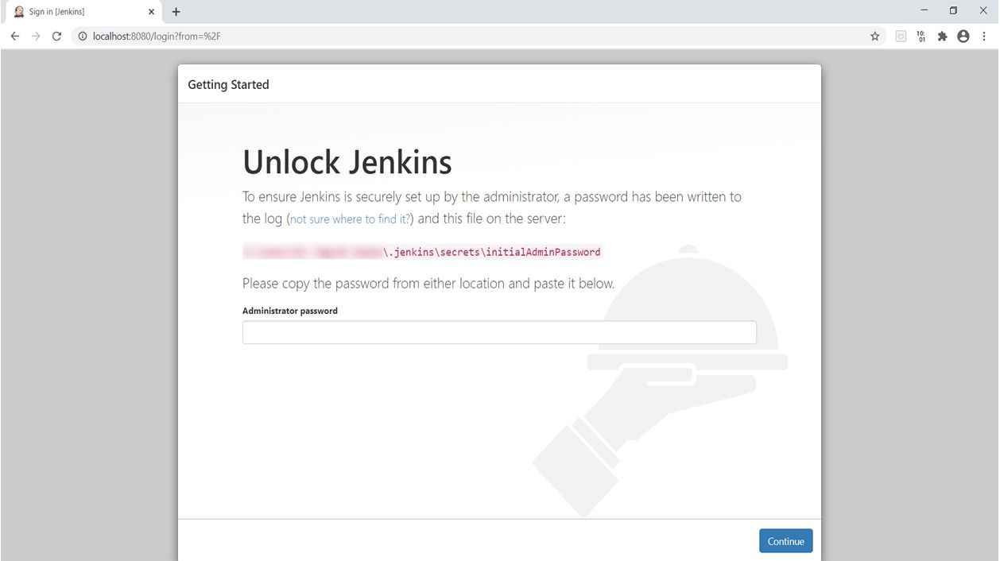 Sign in [Jenkins]
localhost:8080/login?from=%2F
10:
01
Getting Started
Unlock Jenkins
To ensure Jenkins is securely set up by the administrator, a password has been written to
the log (not sure where to find it?) and this file on the server:
\.jenkins\secrets\initialAdminPassword
Please copy the password from either location and paste it below.
Administrator password
Continue